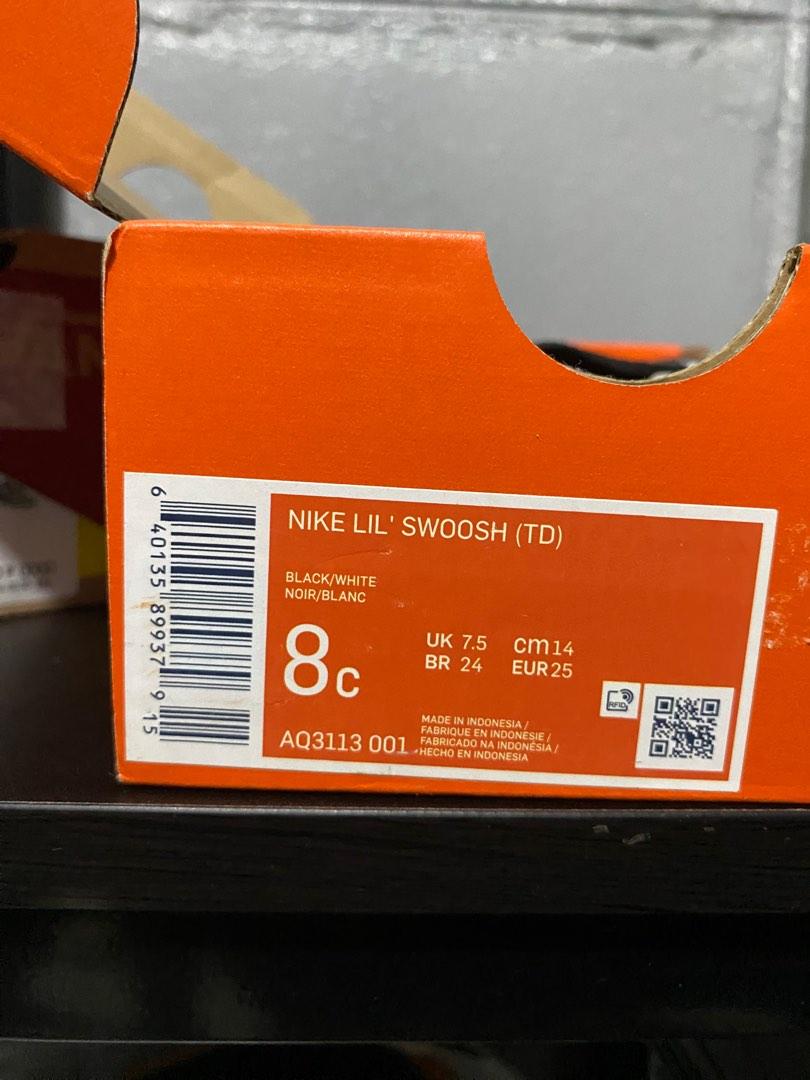 NIKE LIL' SWOOSH (TD)
BLACK/WHITE
NOIR/BLANC
8C
UK 7.5 cm 14
BR 24 EUR 25
AQ3113 001
MADE IN INDONESIA /
FABRIQUE EN INDONESIE /
FABRICADO NA INDONÉSIA /
HECHO EN INDONESIA
RFID
6 40135 89937 9 15